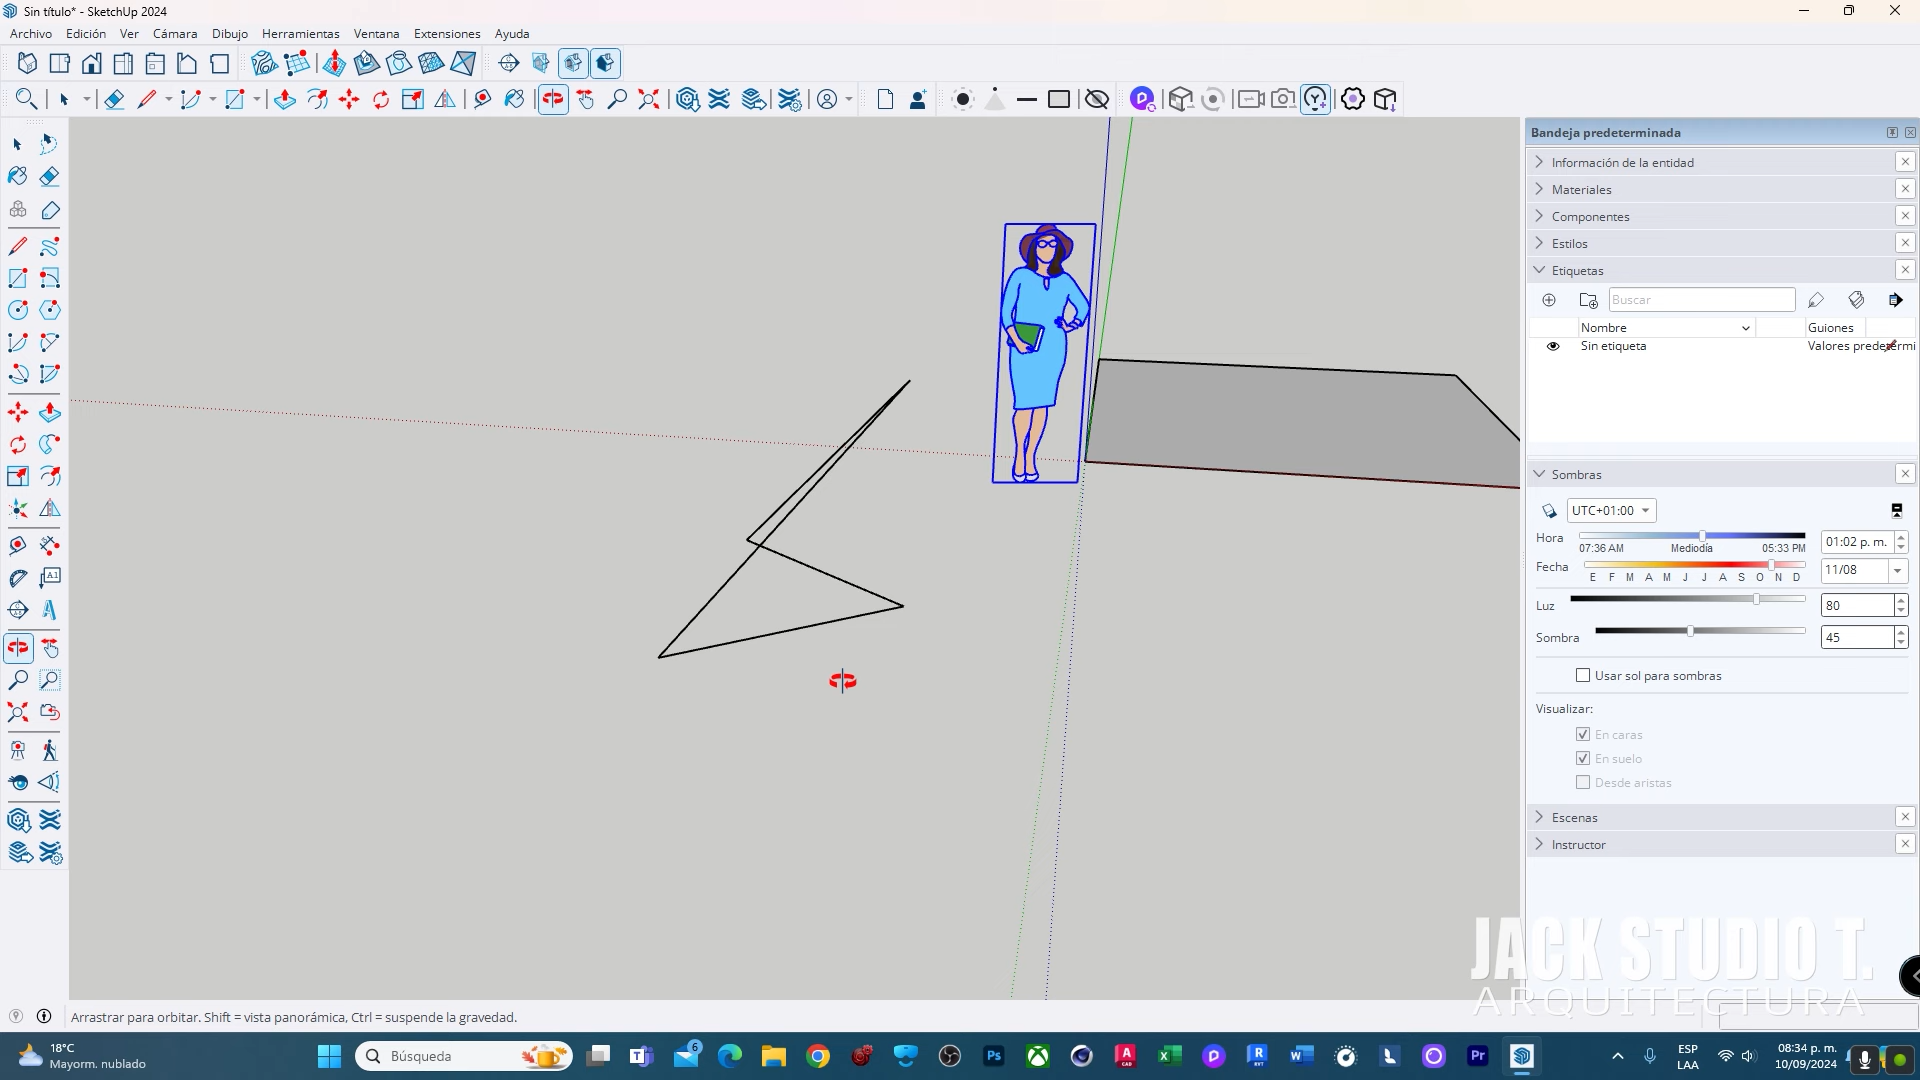 Sin título* - SketchUp 2024
Archivo Edición Ver Cámara Dibujo Herramientas Ventana Extensiones Ayuda
Bandeja predeterminada
Información de la entidad
Materiales
Componentes
Estilos
Etiquetas
Buscar
Nombre Guiones
Sin etiqueta Valores predetermi
Sombras
UTC+01:00
Hora 07:36 AM Mediodía 05:33 PM 01:02 p. m.
Fecha E F M A M J J A S O N D 11/08
Luz 80
Sombra 45
Usar sol para sombras
Visualizar:
En caras
En suelo
Desde aristas
Escenas
Instructor
JACK STUDIO T.
ARQUITECTURA
Arrastrar para orbitar. Shift = vista panorámica, Ctrl = suspende la gravedad.
18°C
Mayorm. nublado
Búsqueda
6
ESP
LAA
08:34 p. m.
10/09/2024